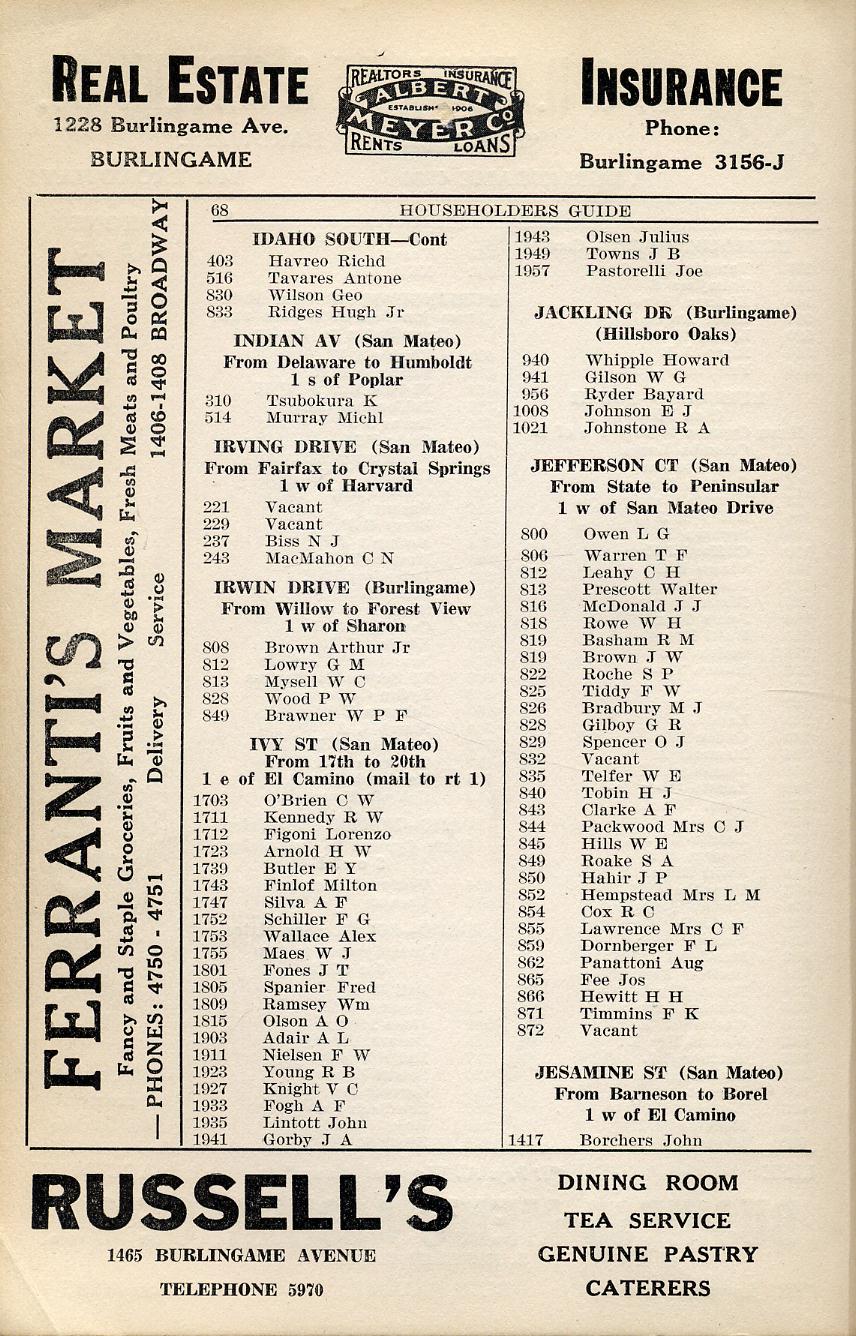 REAL ESTATE
1228 Burlingame Ave.
BURLINGAME
REALTORS INSURANCE
ALBERT
ESTABLISH'D 1906
MEYER CO
RENTS LOANS
INSURANCE
Phone:
Burlingame 3156-J
FERRANTI'S MARKET
Fancy and Staple Groceries, Fruits and Vegetables, Fresh Meats and Poultry
— PHONES: 4750 - 4751 Delivery Service 1406-1408 BROADWAY
68 HOUSEHOLDERS GUIDE
IDAHO SOUTH—Cont
403 Havreo Richd
516 Tavares Antone
830 Wilson Geo
833 Ridges Hugh Jr
INDIAN AV (San Mateo)
From Delaware to Humboldt
1 s of Poplar
310 Tsubokura K
514 Murray Michl
IRVING DRIVE (San Mateo)
From Fairfax to Crystal Springs
1 w of Harvard
221 Vacant
229 Vacant
237 Biss N J
243 MacMahon C N
IRWIN DRIVE (Burlingame)
From Willow to Forest View
1 w of Sharon
808 Brown Arthur Jr
812 Lowry G M
813 Mysell W C
828 Wood P W
849 Brawner W P F
IVY ST (San Mateo)
From 17th to 20th
1 e of El Camino (mail to rt 1)
1703 O'Brien C W
1711 Kennedy R W
1712 Figoni Lorenzo
1723 Arnold H W
1739 Butler E Y
1743 Finlof Milton
1747 Silva A F
1752 Schiller F G
1753 Wallace Alex
1755 Maes W J
1801 Fones J T
1805 Spanier Fred
1809 Ramsey Wm
1815 Olson A O
1903 Adair A L
1911 Nielsen F W
1923 Young R B
1927 Knight V C
1933 Fogh A F
1935 Lintott John
1941 Gorby J A
1943 Olsen Julius
1949 Towns J B
1957 Pastorelli Joe
JACKLING DR (Burlingame)
(Hillsboro Oaks)
940 Whipple Howard
941 Gilson W G
956 Ryder Bayard
1008 Johnson E J
1021 Johnstone R A
JEFFERSON CT (San Mateo)
From State to Peninsular
1 w of San Mateo Drive
800 Owen L G
806 Warren T F
812 Leahy C H
813 Prescott Walter
816 McDonald J J
818 Rowe W H
819 Basham R M
819 Brown J W
822 Roche S P
825 Tiddy F W
826 Bradbury M J
828 Gilboy G R
829 Spencer O J
832 Vacant
835 Telfer W E
840 Tobin H J
843 Clarke A F
844 Packwood Mrs C J
845 Hills W E
849 Roake S A
850 Hahir J P
852 Hempstead Mrs L M
854 Cox R C
855 Lawrence Mrs C F
859 Dornberger F L
862 Panattoni Aug
865 Fee Jos
866 Hewitt H H
871 Timmins F K
872 Vacant
JESAMINE ST (San Mateo)
From Barneson to Borel
1 w of El Camino
1417 Borchers John
RUSSELL'S
1465 BURLINGAME AVENUE
TELEPHONE 5970
DINING ROOM
TEA SERVICE
GENUINE PASTRY
CATERERS